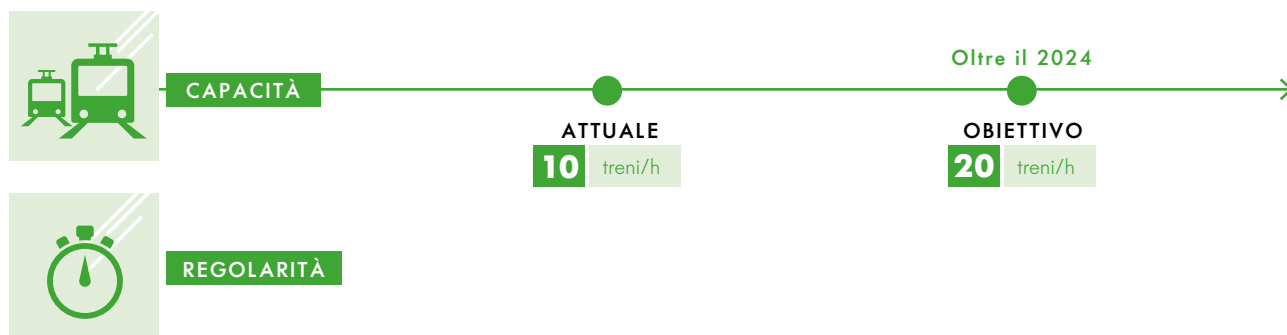 Oltre il 2024
CAPACITÀ
ATTUALE
OBIETTIVO
10 treni/h
20 treni/h
REGOLARITÀ